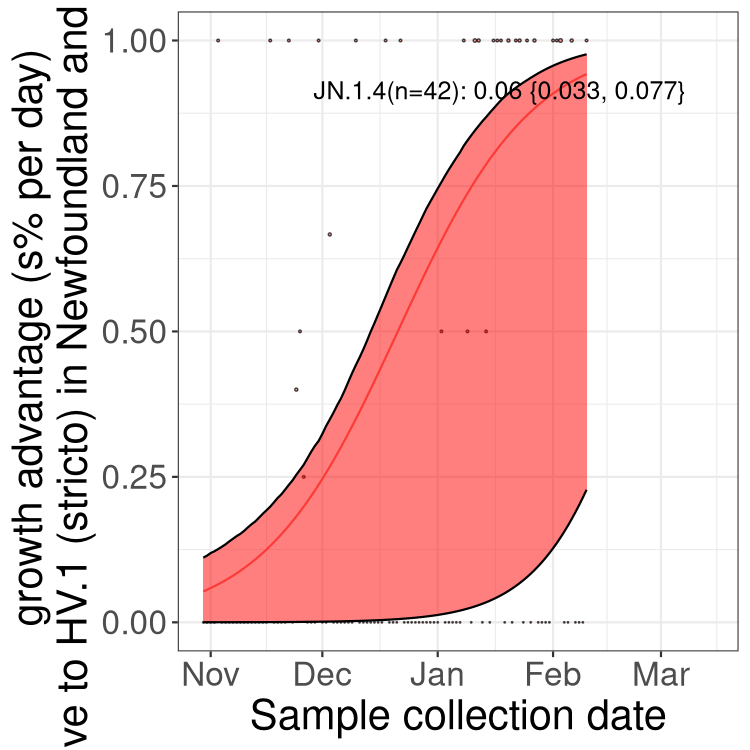 growth advantage (s% per day)
ve to HV.1 (stricto) in Newfoundland and
1.00
0.75
0.50
0.25
0.00
JN.1.4(n=42): 0.06 {0.033, 0.077}
Nov Dec Jan Feb Mar
Sample collection date